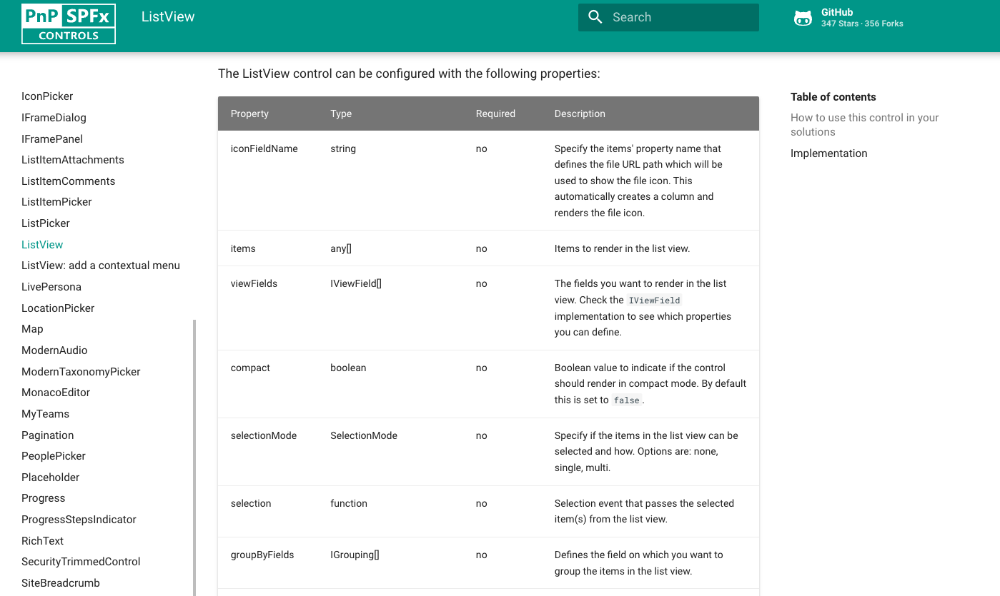 PnP SPFx
CONTROLS
ListView
Search
GitHub
347 Stars · 356 Forks
IconPicker
IFrameDialog
IFramePanel
ListItemAttachments
ListItemComments
ListItemPicker
ListPicker
ListView
ListView: add a contextual menu
LivePersona
LocationPicker
Map
ModernAudio
ModernTaxonomyPicker
MonacoEditor
MyTeams
Pagination
PeoplePicker
Placeholder
Progress
ProgressStepsIndicator
RichText
SecurityTrimmedControl
SiteBreadcrumb
The ListView control can be configured with the following properties:
Property Type Required Description
iconFieldName string no Specify the items' property name that
defines the file URL path which will be
used to show the file icon. This
automatically creates a column and
renders the file icon.
items any[] no Items to render in the list view.
viewFields IViewField[] no The fields you want to render in the list
view. Check the IViewField
implementation to see which properties
you can define.
compact boolean no Boolean value to indicate if the control
should render in compact mode. By default
this is set to false.
selectionMode SelectionMode no Specify if the items in the list view can be
selected and how. Options are: none,
single, multi.
selection function no Selection event that passes the selected
item(s) from the list view.
groupByFields IGrouping[] no Defines the field on which you want to
group the items in the list view.
Table of contents
How to use this control in your
solutions
Implementation